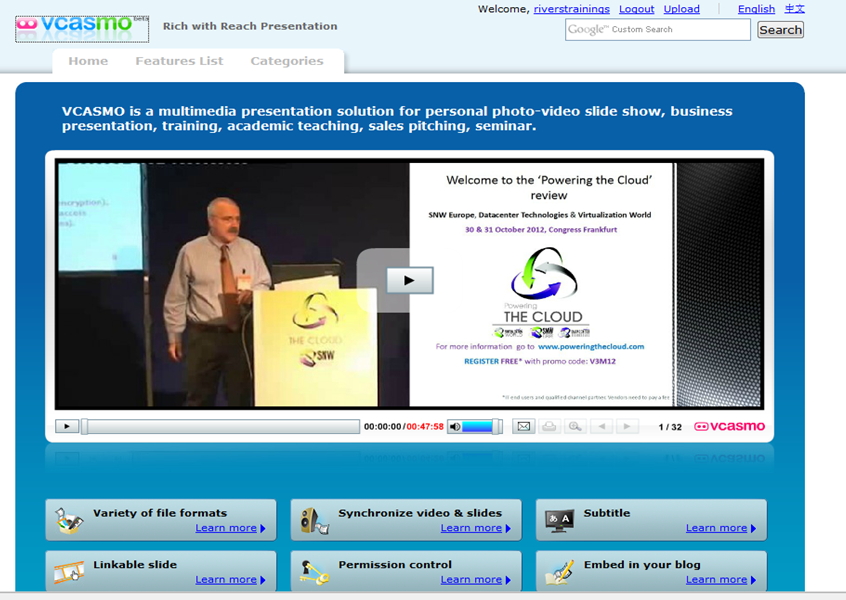 Welcome, riverstrainings Logout Upload | English 中文
vcasmo beta
Rich with Reach Presentation
Google™ Custom Search
Search
Home Features List Categories
VCASMO is a multimedia presentation solution for personal photo-video slide show, business
presentation, training, academic teaching, sales pitching, seminar.
THE CLOUD
SNW
Welcome to the 'Powering the Cloud'
review
SNW Europe, Datacenter Technologies & Virtualization World
30 & 31 October 2012, Congress Frankfurt
Powering
THE CLOUD
SNW
For more information go to www.poweringthecloud.com
REGISTER FREE* with promo code: V3M12
*IT end users and qualified channel partner. Vendors need to pay a fee
00:00:00/00:47:58
1 / 32
vcasmo
Variety of file formats
Learn more
Synchronize video & slides
Learn more
Subtitle
Learn more
Linkable slide
Learn more
Permission control
Learn more
Embed in your blog
Learn more